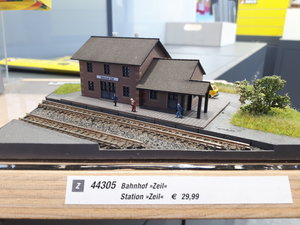 Z 44305 Bahnhof »Zeil«
Station »Zeil« € 29,99